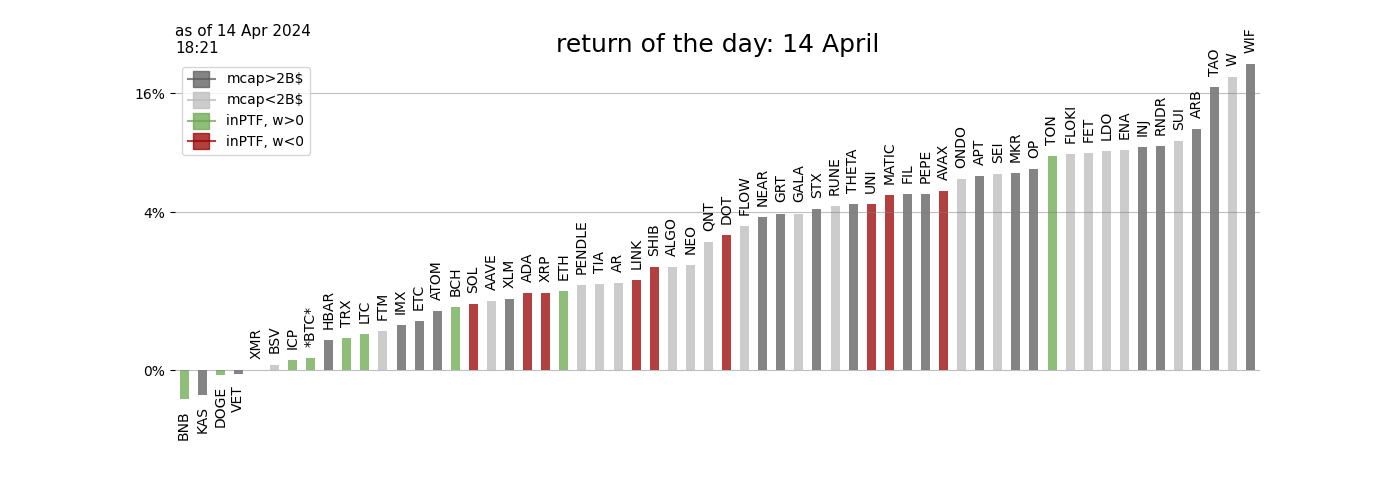 as of 14 Apr 2024
18:21
return of the day: 14 April
mcap>2B$
mcap<2B$
inPTF, w>0
inPTF, w<0
16%
4%
0%
BNB
KAS
DOGE
VET
XMR
BSV
ICP
*BTC*
HBAR
TRX
LTC
FTM
IMX
ETC
ATOM
BCH
SOL
AAVE
XLM
ADA
XRP
ETH
PENDLE
TIA
AR
LINK
SHIB
ALGO
NEO
QNT
DOT
FLOW
NEAR
GRT
GALA
STX
RUNE
THETA
UNI
MATIC
FIL
PEPE
AVAX
ONDO
APT
SEI
MKR
OP
TON
FLOKI
FET
LDO
ENA
INJ
RNDR
SUI
ARB
TAO
W
WIF